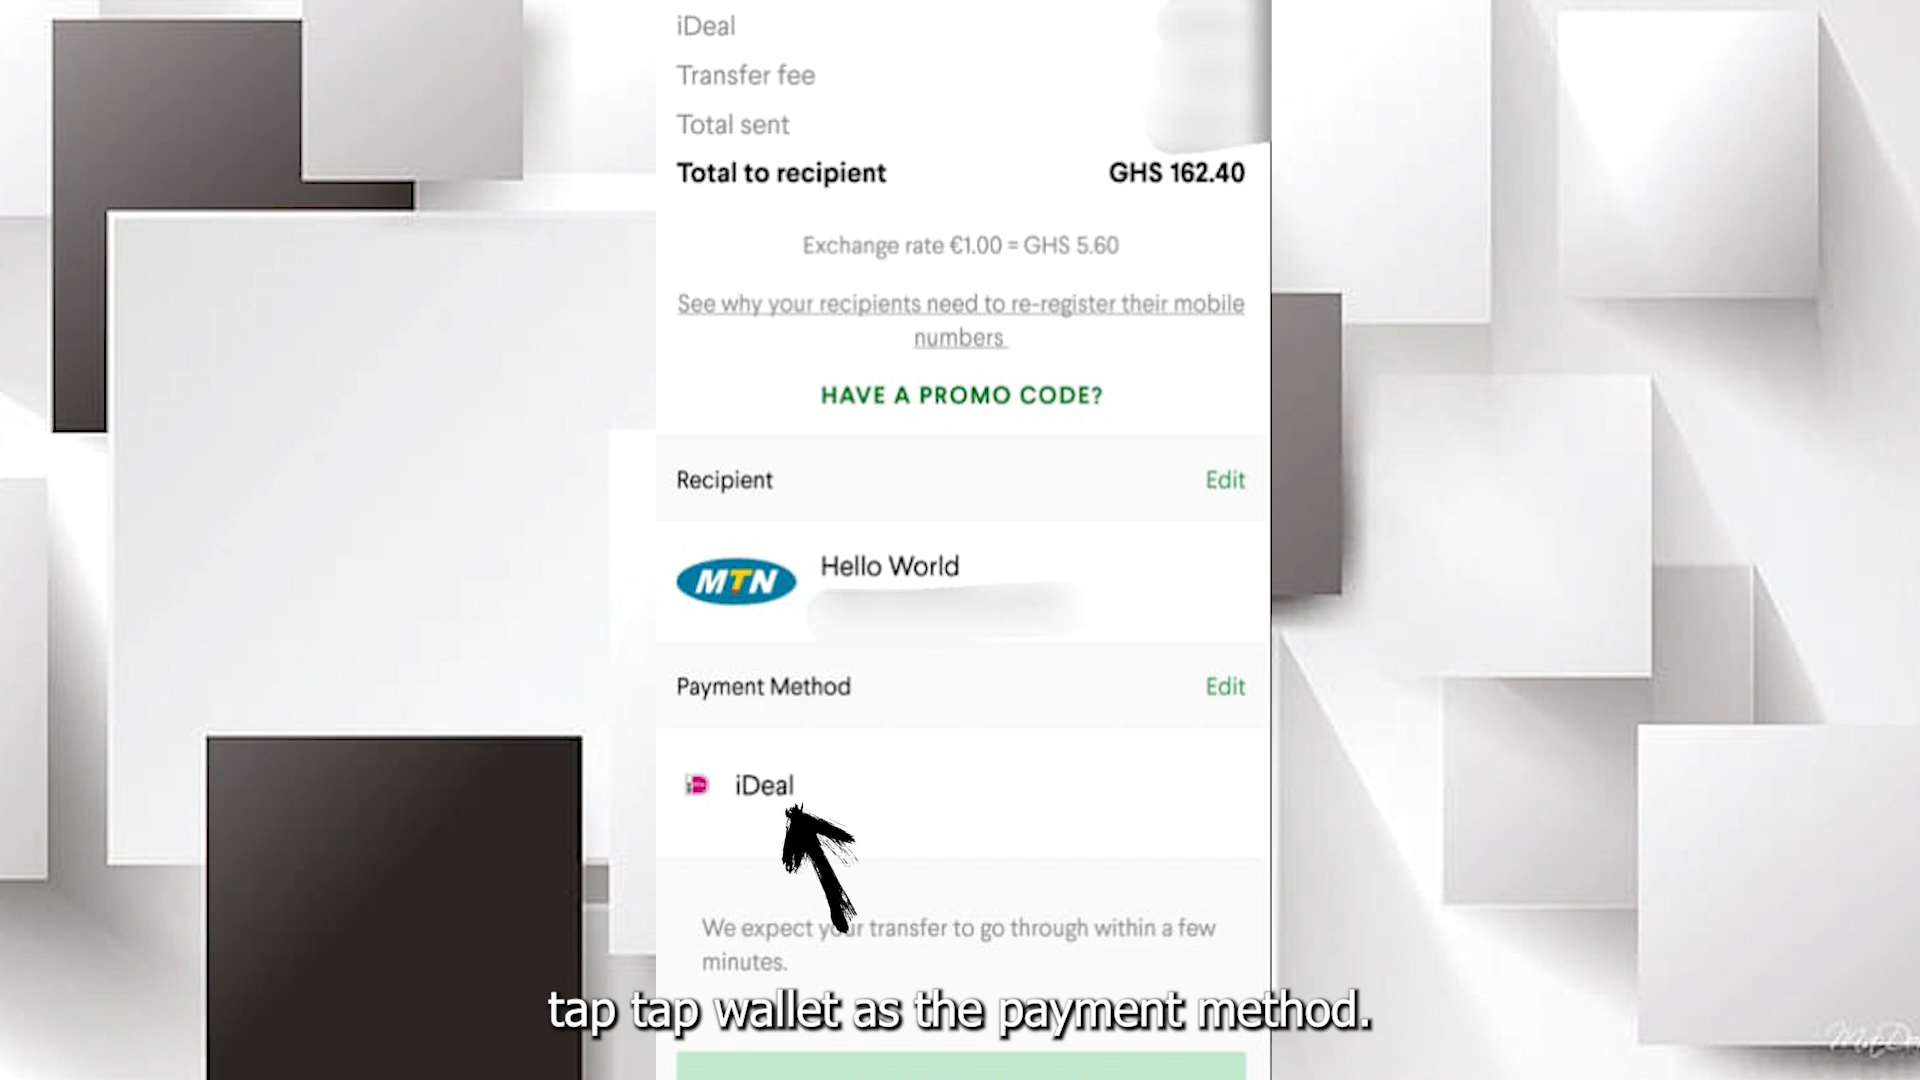 iDeal
Transfer fee
Total sent
Total to recipient GHS 162.40
Exchange rate €1.00 = GHS 5.60
See why your recipients need to re-register their mobile
numbers
HAVE A PROMO CODE?
Recipient Edit
MTN Hello World
Payment Method Edit
iDeal
We expect your transfer to go through within a few
minutes.
tap tap wallet as the payment method.